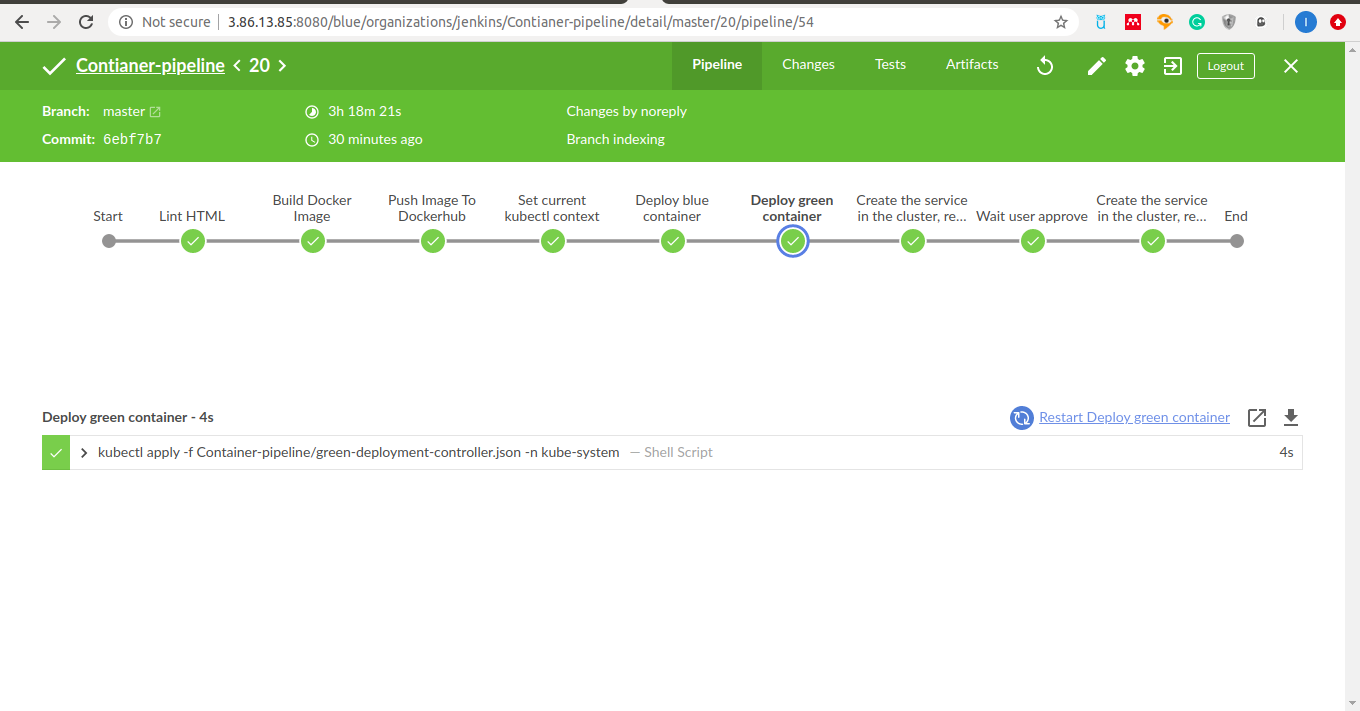 Not secure 3.86.13.85:8080/blue/organizations/jenkins/Contianer-pipeline/detail/master/20/pipeline/54
Contianer-pipeline < 20 > Pipeline Changes Tests Artifacts Logout
Branch: master 3h 18m 21s Changes by noreply
Commit: 6ebf7b7 30 minutes ago Branch indexing
Start
Lint HTML
Build Docker
Image
Push Image To
Dockerhub
Set current
kubectl context
Deploy blue
container
Deploy green
container
Create the service
in the cluster, re...
Wait user approve
Create the service
in the cluster, re...
End
Deploy green container - 4s Restart Deploy green container
kubectl apply -f Container-pipeline/green-deployment-controller.json -n kube-system — Shell Script 4s